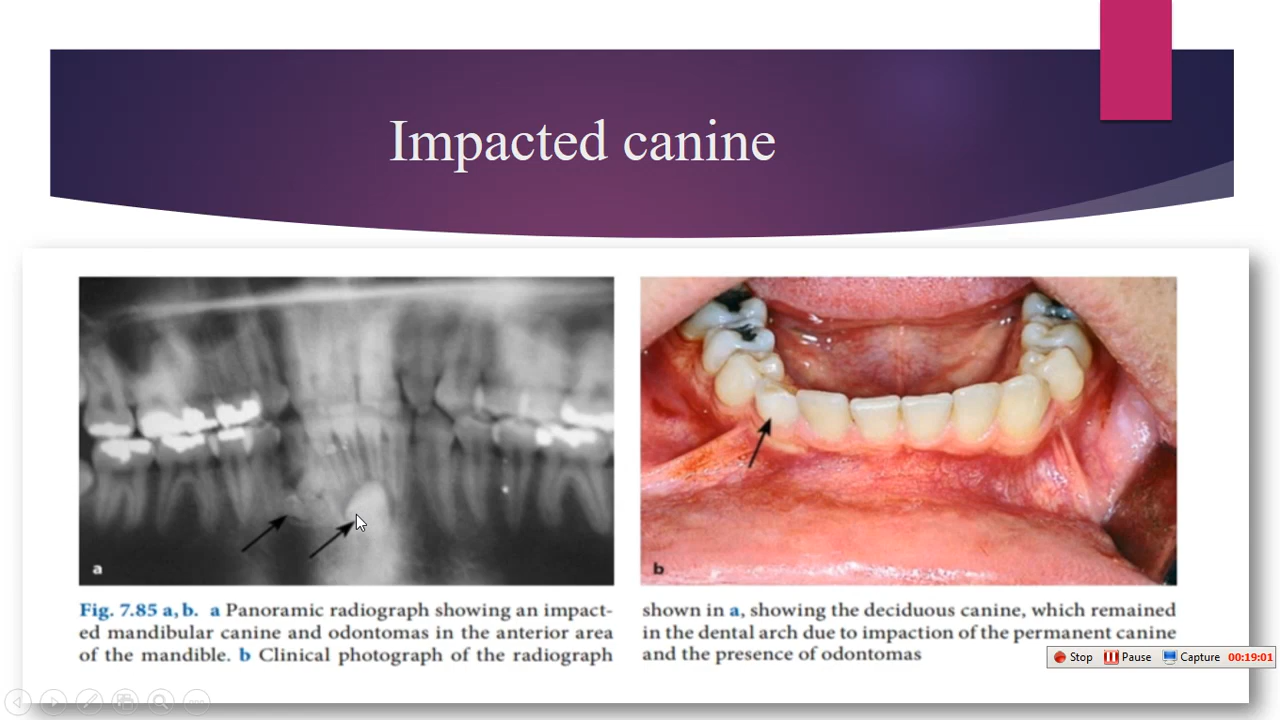 Impacted canine
a
b
Fig. 7.85 a, b. a Panoramic radiograph showing an impact-
ed mandibular canine and odontomas in the anterior area
of the mandible. b Clinical photograph of the radiograph
shown in a, showing the deciduous canine, which remained
in the dental arch due to impaction of the permanent canine
and the presence of odontomas
Stop Pause Capture 00:19:01